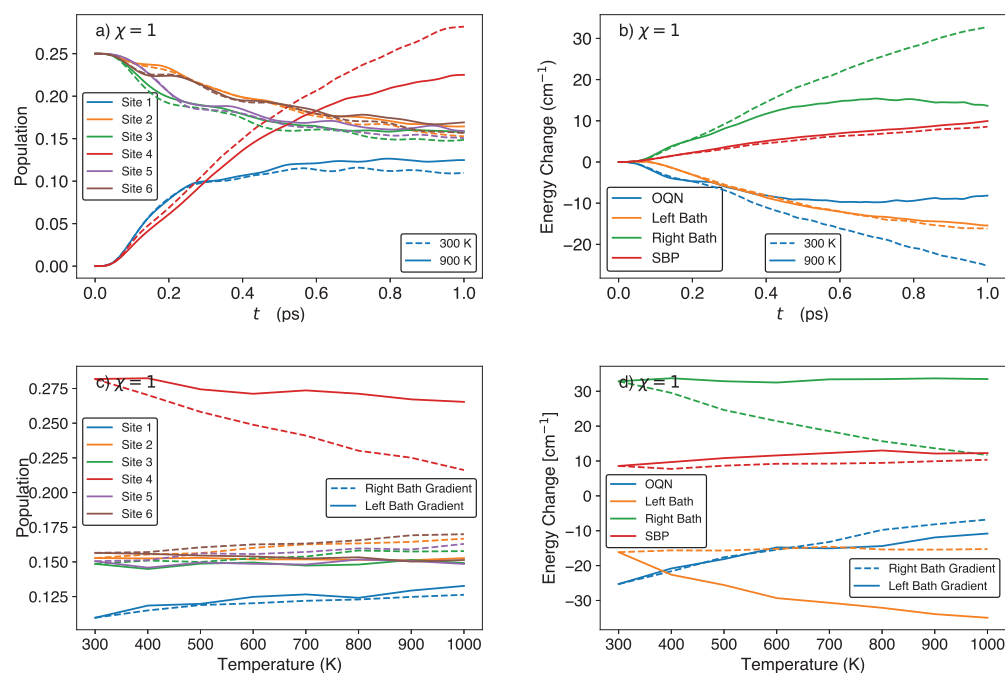 a) χ = 1
Population
0.25
0.20
0.15
0.10
0.05
0.00
Site 1
Site 2
Site 3
Site 4
Site 5
Site 6
300 K
900 K
0.0
0.2
0.4
0.6
0.8
1.0
t (ps)
b) χ = 1
Energy Change (cm⁻¹)
30
20
10
0
−10
−20
OQN
Left Bath
Right Bath
SBP
300 K
900 K
0.0
0.2
0.4
0.6
0.8
1.0
t (ps)
c) χ = 1
Population
0.275
0.250
0.225
0.200
0.175
0.150
0.125
Site 1
Site 2
Site 3
Site 4
Site 5
Site 6
Right Bath Gradient
Left Bath Gradient
300 400 500 600 700 800 900 1000
Temperature (K)
d) χ = 1
Energy Change [cm⁻¹]
30
20
10
0
−10
−20
−30
OQN
Left Bath
Right Bath
SBP
Right Bath Gradient
Left Bath Gradient
300 400 500 600 700 800 900 1000
Temperature (K)